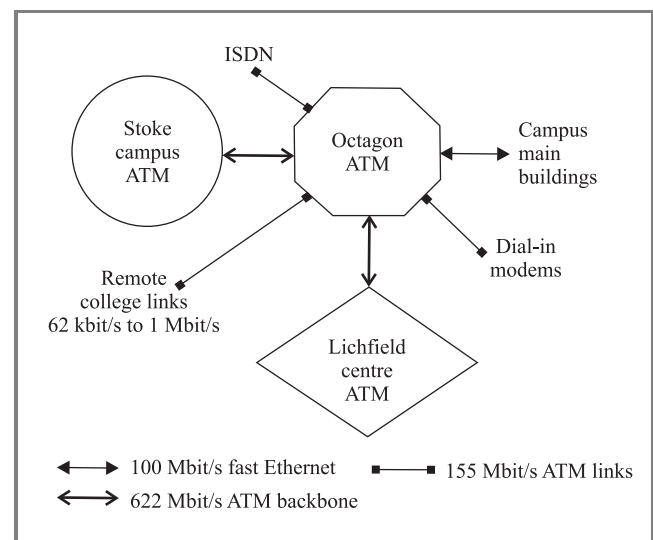 ISDN
Stoke
campus
ATM
Octagon
ATM
Campus
main
buildings
Remote
college links
62 kbit/s to 1 Mbit/s
Dial-in
modems
Lichfield
centre
ATM
100 Mbit/s fast Ethernet
155 Mbit/s ATM links
622 Mbit/s ATM backbone